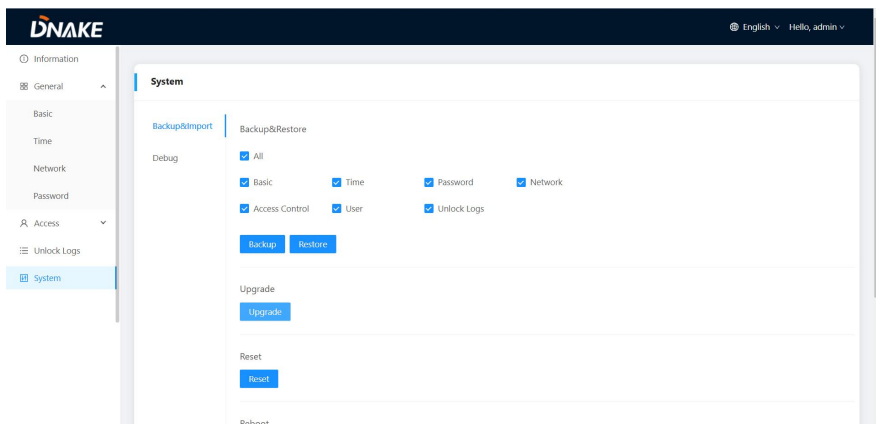 DNAKE
English
Hello, admin
Information
General
Basic
Time
Network
Password
Access
Unlock Logs
System
System
Backup&Import
Debug
Backup&Restore
All
Basic Time Password Network
Access Control User Unlock Logs
Backup Restore
Upgrade
Upgrade
Reset
Reset
Reboot